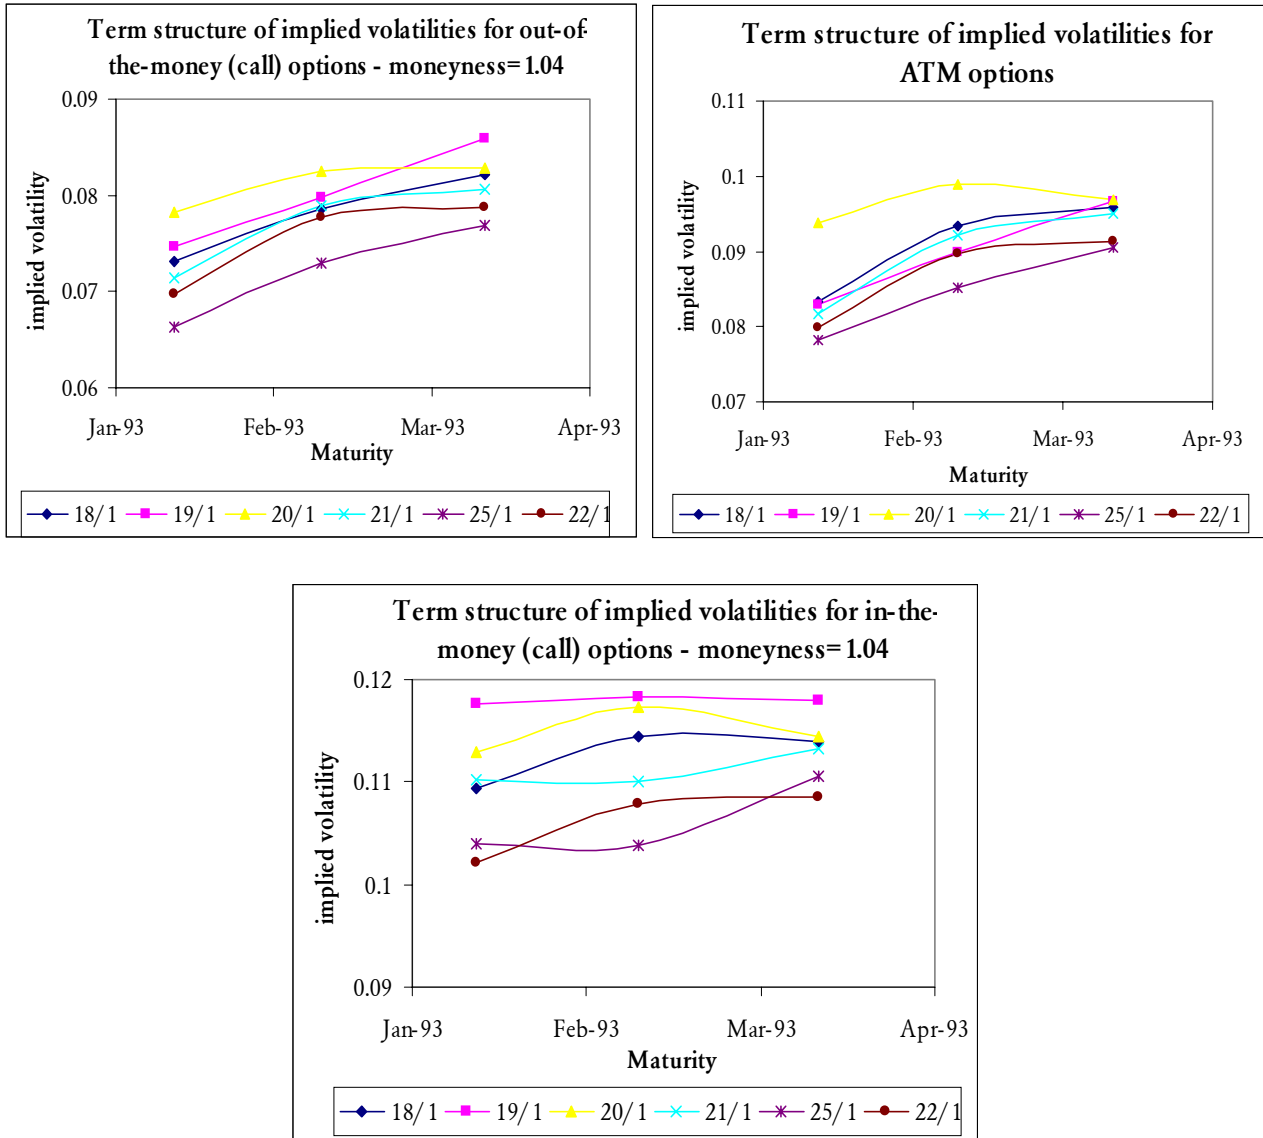 Term structure of implied volatilities for out-of-
the-money (call) options - moneyness=1.04
0.09
0.08
0.07
0.06
implied volatility
Jan-93 Feb-93 Mar-93 Apr-93
Maturity
18/1 19/1 20/1 21/1 25/1 22/1
Term structure of implied volatilities for
ATM options
0.11
0.1
0.09
0.08
0.07
implied volatility
Jan-93 Feb-93 Mar-93 Apr-93
Maturity
18/1 19/1 20/1 21/1 25/1 22/1
Term structure of implied volatilities for in-the-
money (call) options - moneyness=1.04
0.12
0.11
0.1
0.09
implied volatility
Jan-93 Feb-93 Mar-93 Apr-93
Maturity
18/1 19/1 20/1 21/1 25/1 22/1